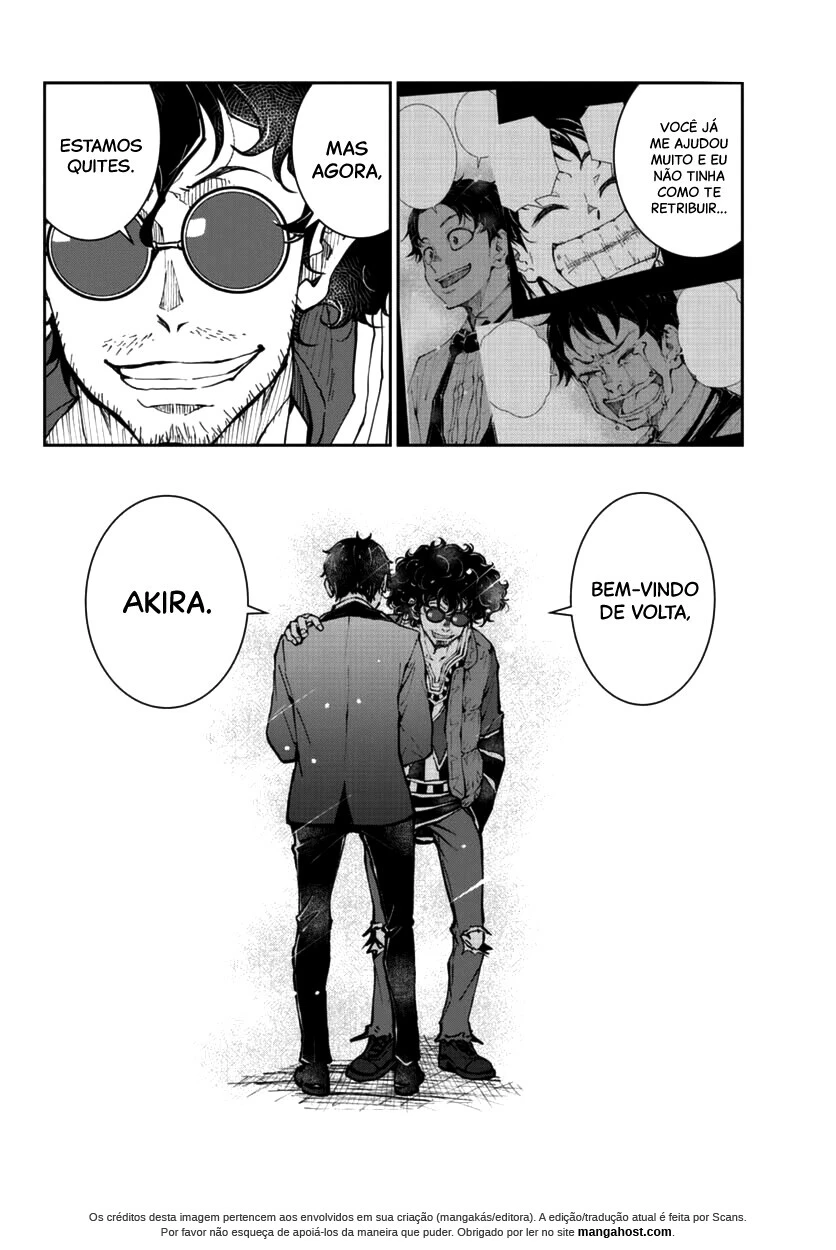 VOCÊ JÁ
ME AJUDOU
MUITO E EU
NÃO TINHA
COMO TE
RETRIBUIR...
MAS
AGORA,
ESTAMOS
QUITES.
BEM-VINDO
DE VOLTA,
AKIRA.
Os créditos desta imagem pertencem aos envolvidos em sua criação (mangakás/editora). A edição/tradução atual é feita por Scans.
Por favor não esqueça de apoiá-los da maneira que puder. Obrigado por ler no site mangahost.com.